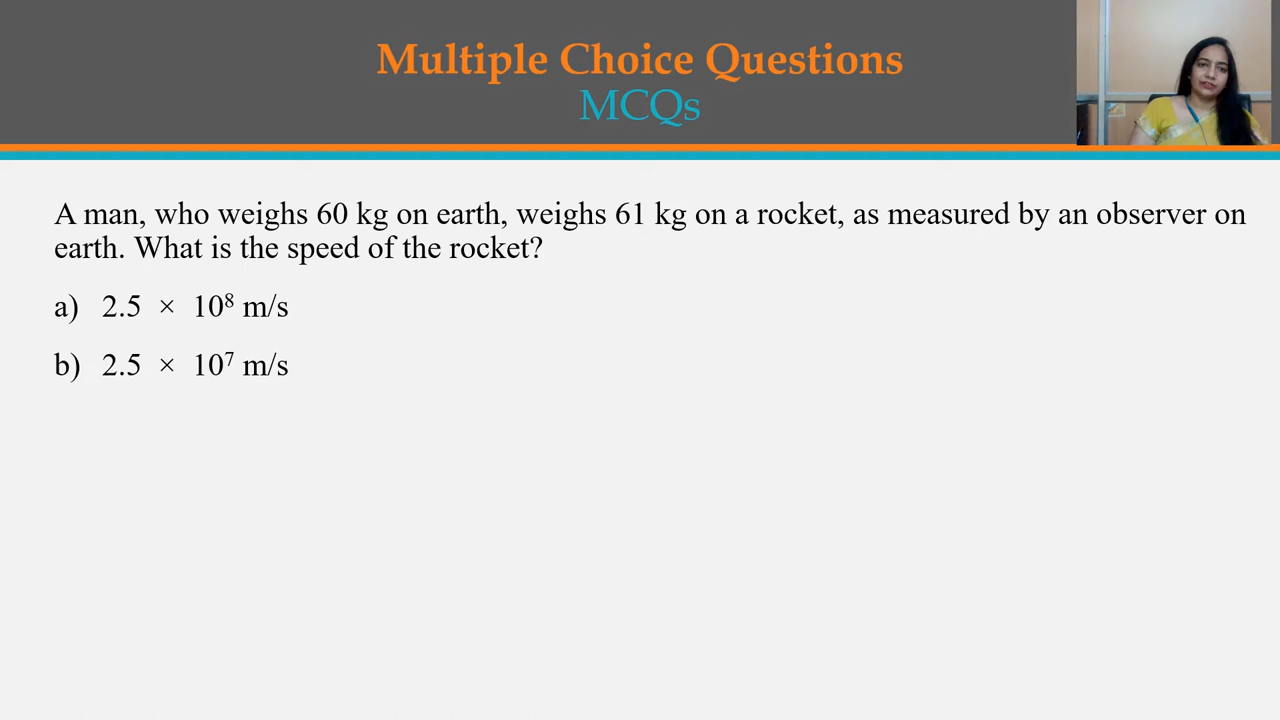 Multiple Choice Questions
MCQs
A man, who weighs 60 kg on earth, weighs 61 kg on a rocket, as measured by an observer on
earth. What is the speed of the rocket?
a) 2.5 × 10⁸ m/s
b) 2.5 × 10⁷ m/s